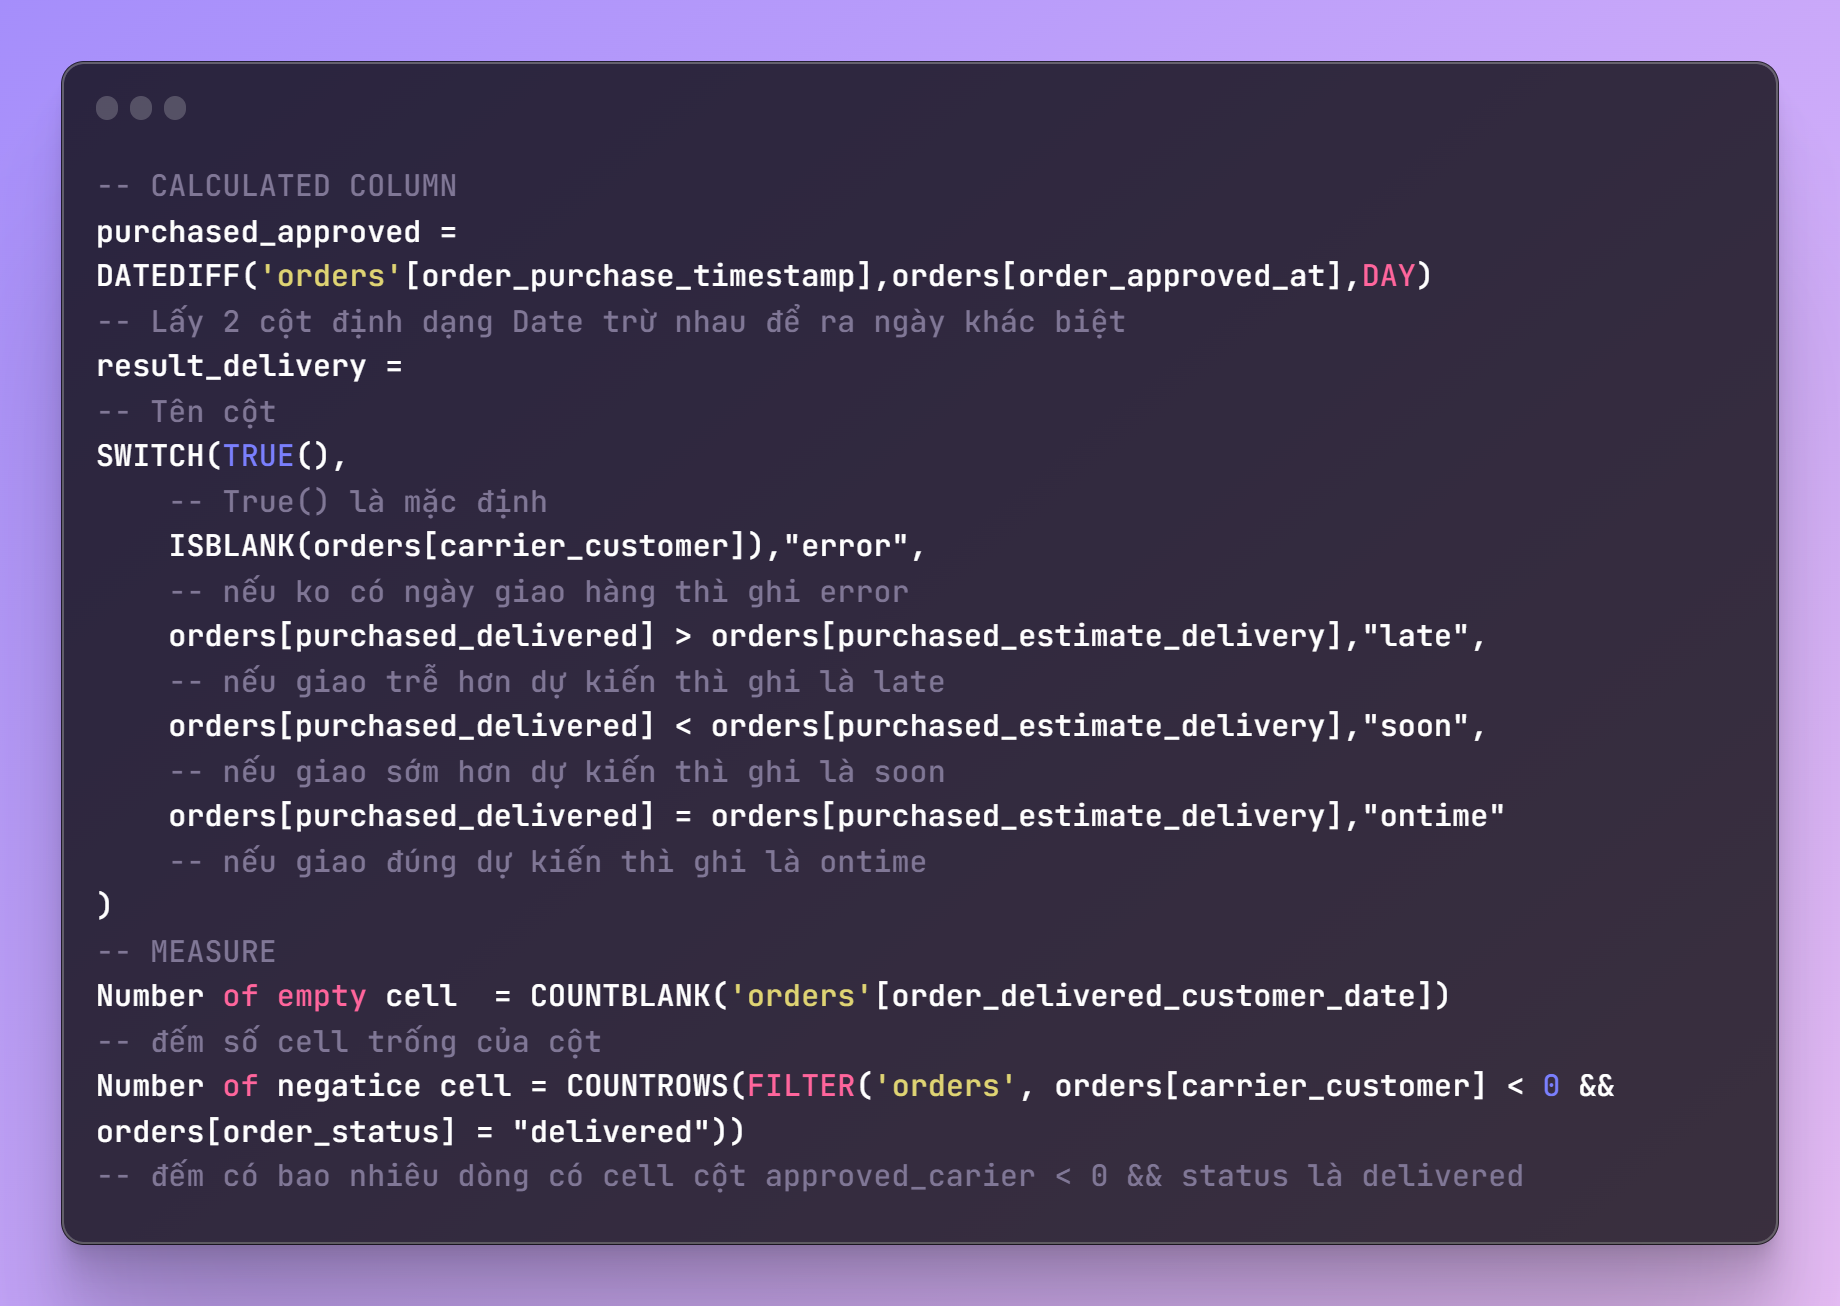 -- CALCULATED COLUMN
purchased_approved =
DATEDIFF('orders'[order_purchase_timestamp],orders[order_approved_at],DAY)
-- Lấy 2 cột định dạng Date trừ nhau để ra ngày khác biệt
result_delivery =
-- Tên cột
SWITCH(TRUE(),
    -- True() là mặc định
    ISBLANK(orders[carrier_customer]),"error",
    -- nếu ko có ngày giao hàng thì ghi error
    orders[purchased_delivered] > orders[purchased_estimate_delivery],"late",
    -- nếu giao trễ hơn dự kiến thì ghi là late
    orders[purchased_delivered] < orders[purchased_estimate_delivery],"soon",
    -- nếu giao sớm hơn dự kiến thì ghi là soon
    orders[purchased_delivered] = orders[purchased_estimate_delivery],"ontime"
    -- nếu giao đúng dự kiến thì ghi là ontime
)
-- MEASURE
Number of empty cell  = COUNTBLANK('orders'[order_delivered_customer_date])
-- đếm số cell trống của cột
Number of negatice cell = COUNTROWS(FILTER('orders', orders[carrier_customer] < 0 &&
orders[order_status] = "delivered"))
-- đếm có bao nhiêu dòng có cell cột approved_carier < 0 && status là delivered